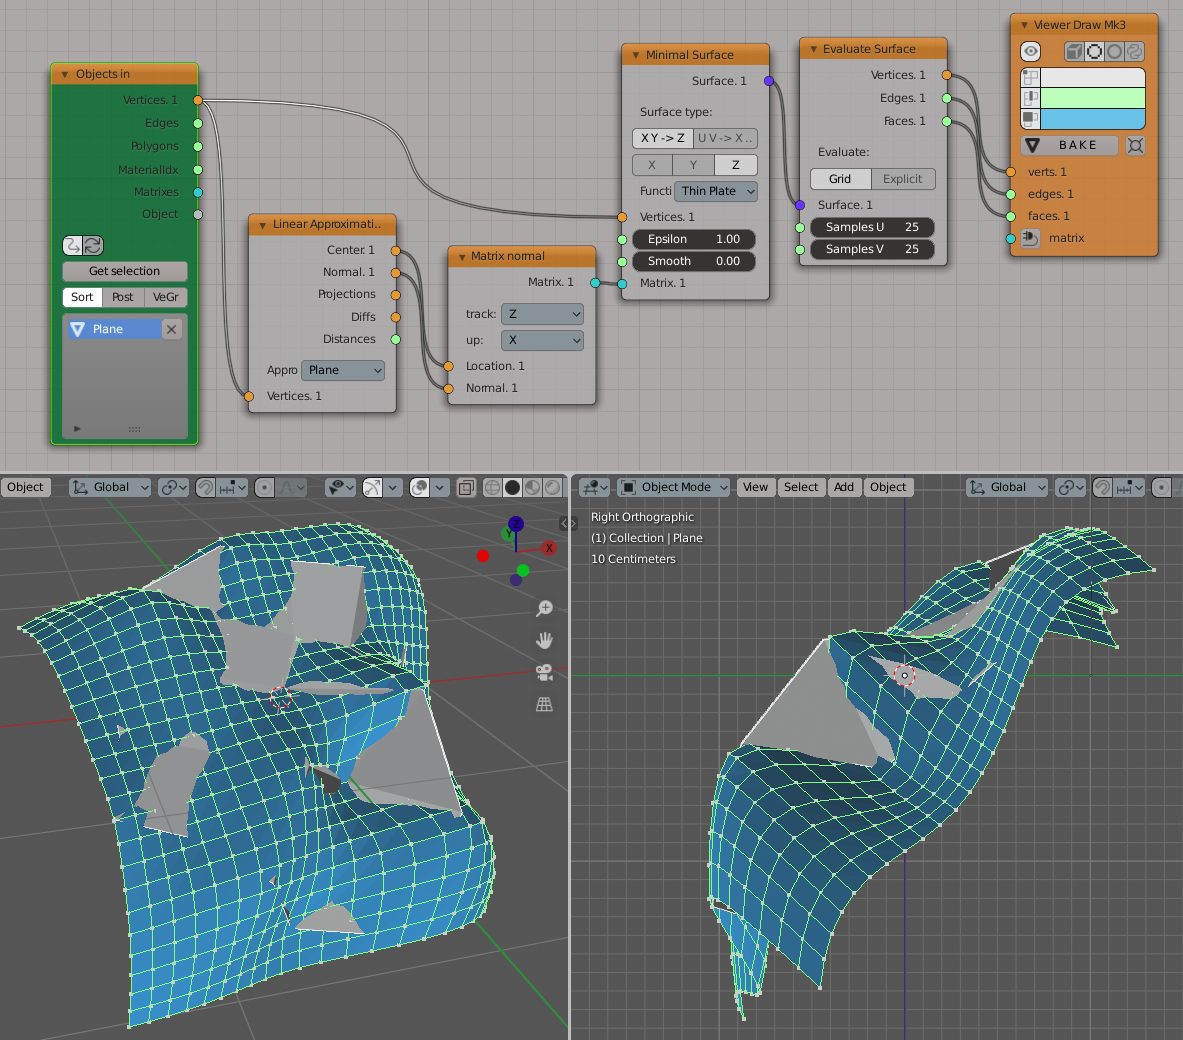 Objects in
Vertices. 1
Edges
Polygons
MaterialIdx
Matrixes
Object
Get selection
Sort Post VeGr
Plane
Linear Approximati..
Center. 1
Normal. 1
Projections
Diffs
Distances
Appro Plane
Vertices. 1
Matrix normal
Matrix. 1
track: Z
up: X
Location. 1
Normal. 1
Minimal Surface
Surface. 1
Surface type:
X Y -> Z U V -> X ..
X Y Z
Functi Thin Plate
Vertices. 1
Epsilon 1.00
Smooth 0.00
Matrix. 1
Evaluate Surface
Vertices. 1
Edges. 1
Faces. 1
Evaluate:
Grid Explicit
Surface. 1
Samples U 25
Samples V 25
Viewer Draw Mk3
BAKE
verts. 1
edges. 1
faces. 1
matrix
Object Global
Z
Y
X
Object Mode View Select Add Object Global
Right Orthographic
(1) Collection | Plane
10 Centimeters